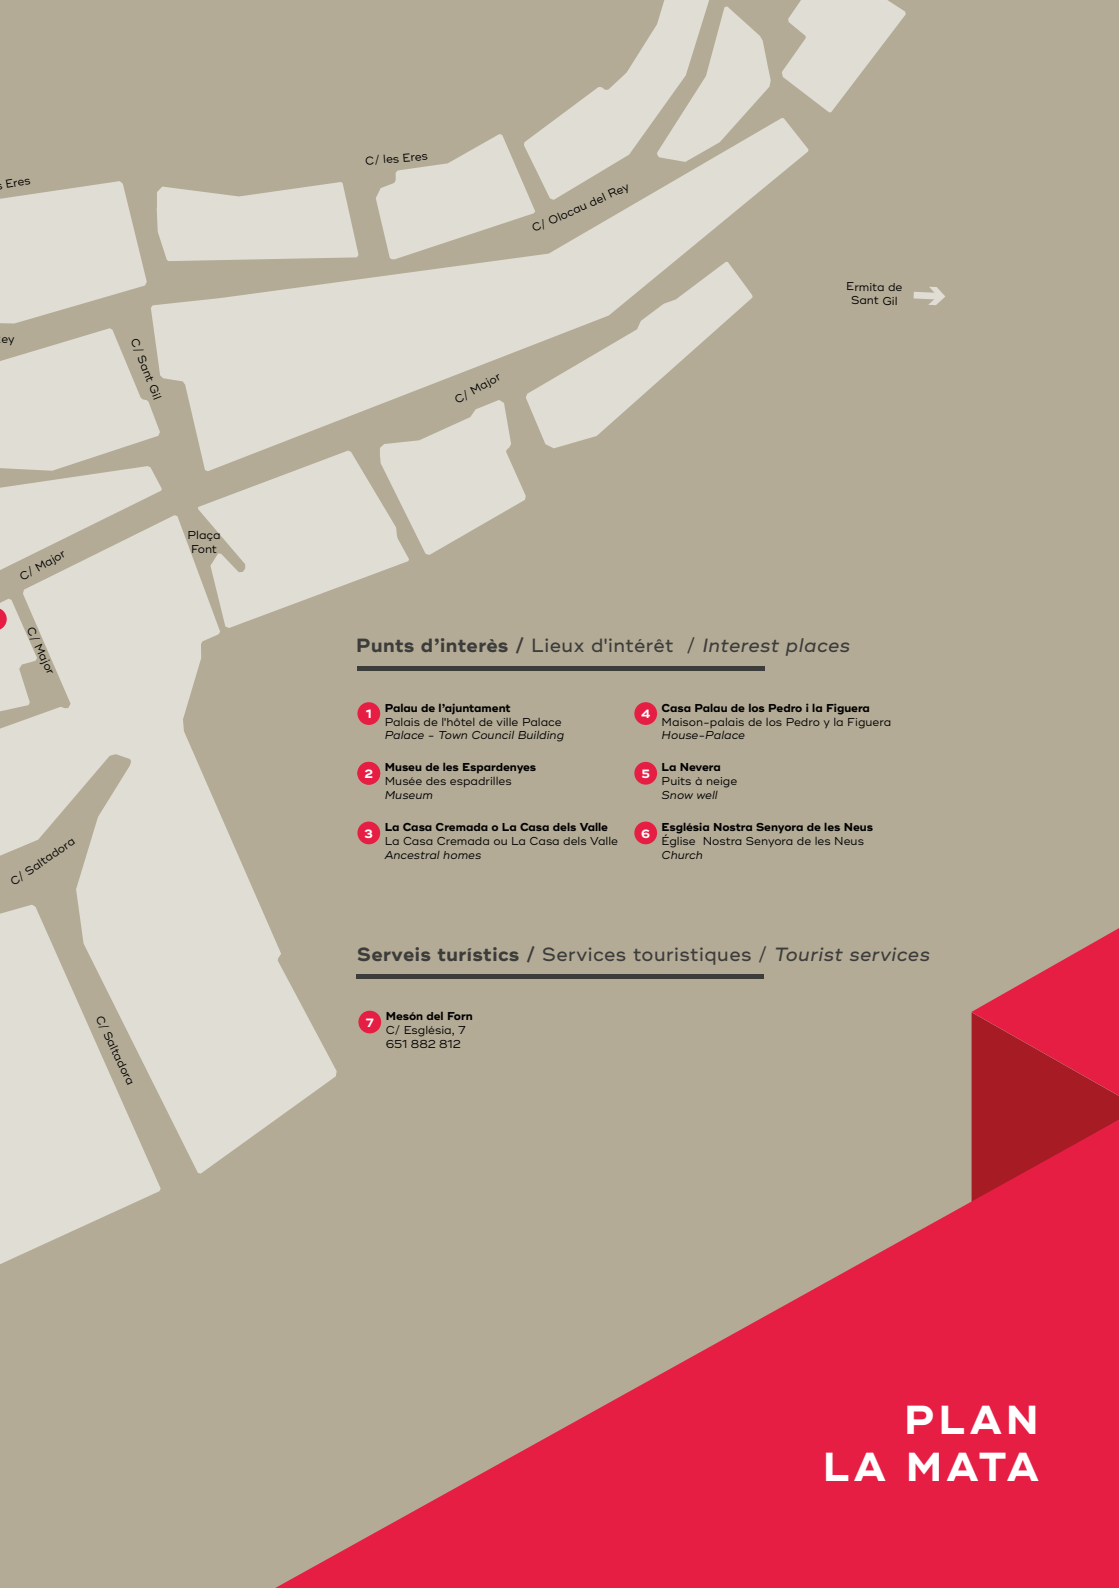 C/ les Eres
s Eres
C/ Olocau del Rey
Ermita de
Sant Gil
ey
C/ Sant Gil
C/ Major
Plaça
Font
C/ Major
C/ Major
Punts d’interès / Lieux d'intérêt / Interest places
1 Palau de l’ajuntament
Palais de l'hôtel de ville Palace
Palace - Town Council Building
2 Museu de les Espardenyes
Musée des espadrilles
Museum
3 La Casa Cremada o La Casa dels Valle
La Casa Cremada ou La Casa dels Valle
Ancestral homes
4 Casa Palau de los Pedro i la Figuera
Maison-palais de los Pedro y la Figuera
House-Palace
5 La Nevera
Puits à neige
Snow well
6 Església Nostra Senyora de les Neus
Église Nostra Senyora de les Neus
Church
C/ Saltadora
Serveis turístics / Services touristiques / Tourist services
7 Mesón del Forn
C/ Església, 7
651 882 812
C/ Saltadora
PLAN
LA MATA